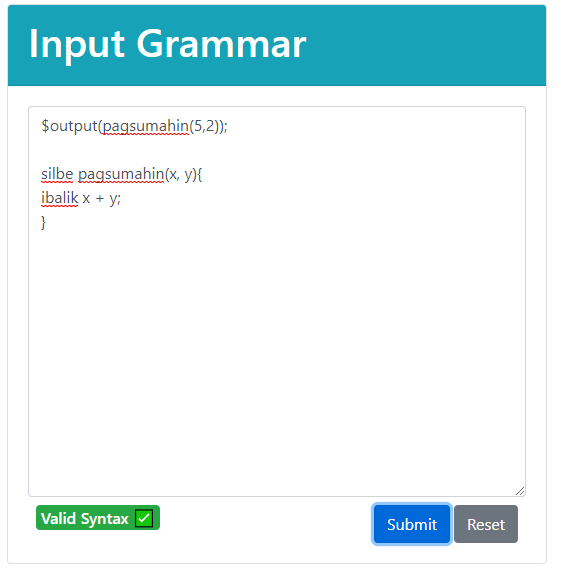 Input Grammar
$output(pagsumahin(5,2));
silbe pagsumahin(x, y){
ibalik x + y;
}
Valid Syntax ✅
Submit
Reset